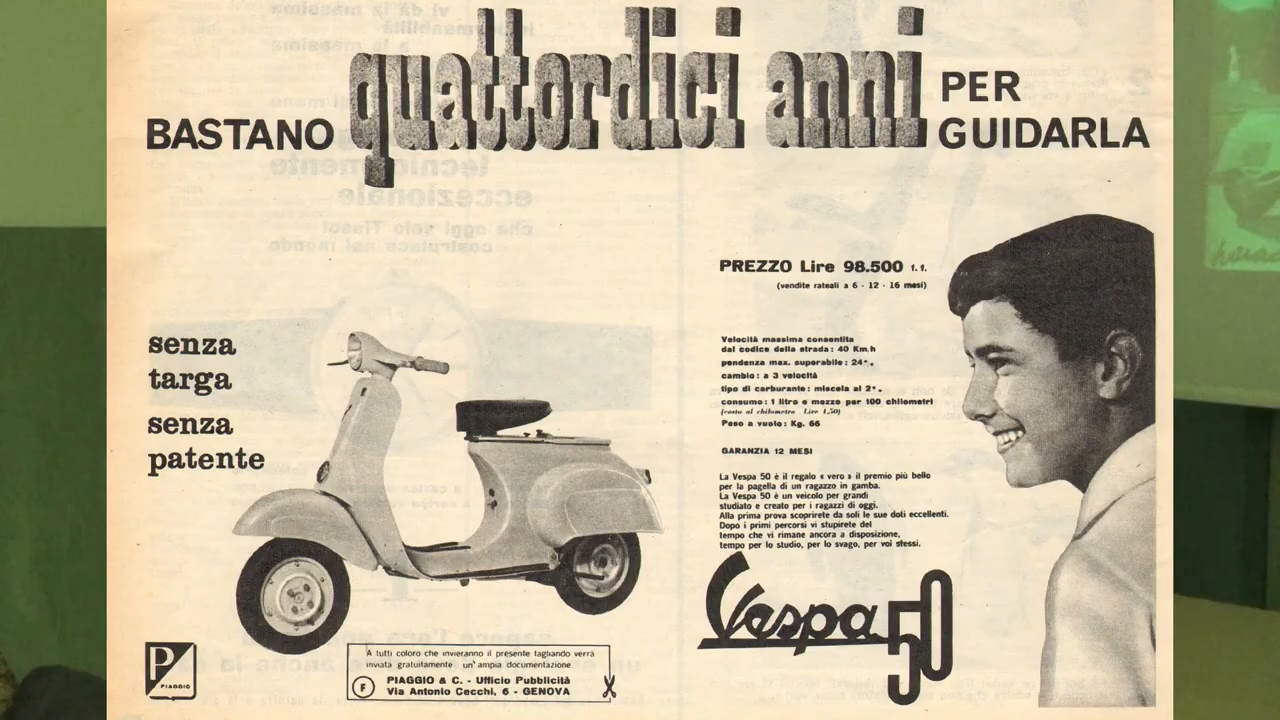 BASTANO quattordici anni PER GUIDARLA
PREZZO Lire 98.500 f. f.
(vendite rateali a 6 - 12 - 16 mesi)
senza
targa
senza
patente
Velocità massima consentita
dal codice della strada: 40 Km.h
pendenza max. superabile: 24°.
cambio: a 3 velocità
tipo di carburante: miscela al 2°.
consumo: 1 litro e mezzo per 100 chilometri
(costo al chilometro Lire 1,50)
Peso a vuoto: Kg. 66
GARANZIA 12 MESI
La Vespa 50 è il regalo « vero » il premio più bello
per la pagella di un ragazzo in gamba.
La Vespa 50 è un veicolo per grandi
studiato e creato per i ragazzi di oggi.
Alla prima prova scoprirete da soli le sue doti eccellenti.
Dopo i primi percorsi vi stupirete del
tempo che vi rimane ancora a disposizione,
tempo per lo studio, per lo svago, per voi stessi.
Vespa 50
P
PIAGGIO
A tutti coloro che invieranno il presente tagliando verrà
inviata gratuitamente un'ampia documentazione.
F PIAGGIO & C. - Ufficio Pubblicità
Via Antonio Cecchi, 6 - GENOVA